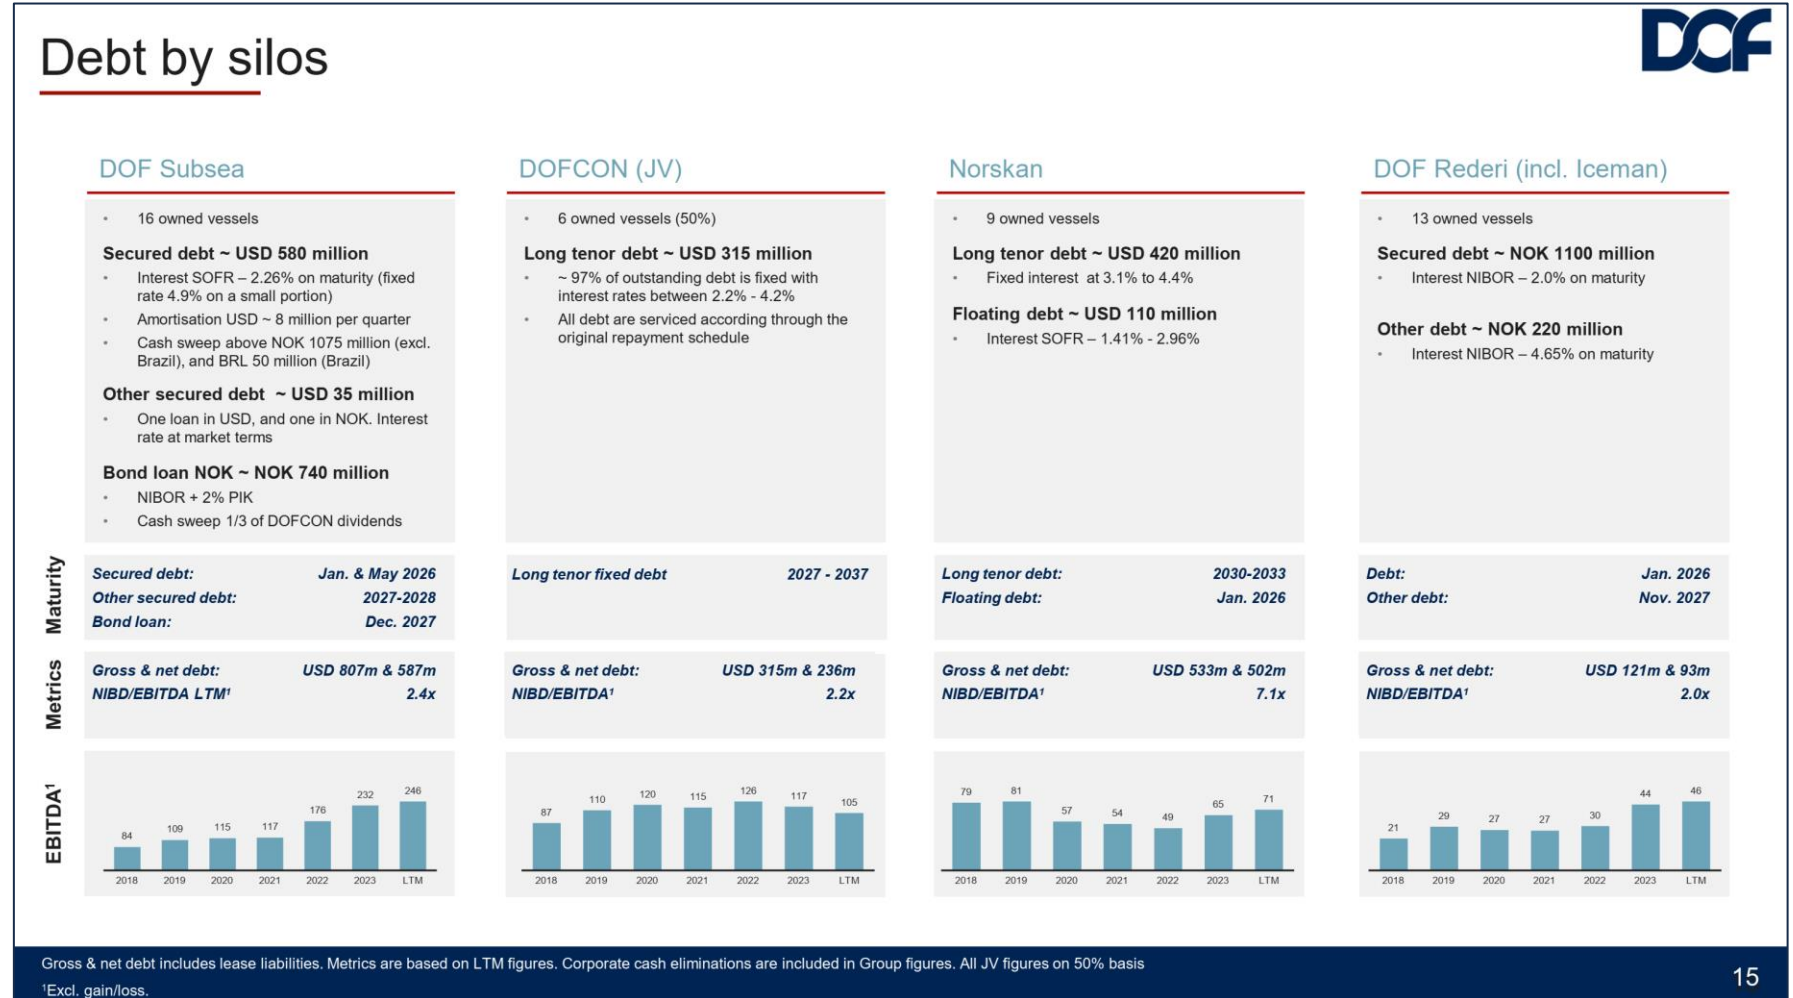 DOF
Debt by silos
DOF Subsea
• 16 owned vessels
Secured debt ~ USD 580 million
• Interest SOFR – 2.26% on maturity (fixed
rate 4.9% on a small portion)
• Amortisation USD ~ 8 million per quarter
• Cash sweep above NOK 1075 million (excl.
Brazil), and BRL 50 million (Brazil)
Other secured debt ~ USD 35 million
• One loan in USD, and one in NOK. Interest
rate at market terms
Bond loan NOK ~ NOK 740 million
• NIBOR + 2% PIK
• Cash sweep 1/3 of DOFCON dividends
DOFCON (JV)
• 6 owned vessels (50%)
Long tenor debt ~ USD 315 million
• ~ 97% of outstanding debt is fixed with
interest rates between 2.2% - 4.2%
• All debt are serviced according through the
original repayment schedule
Norskan
• 9 owned vessels
Long tenor debt ~ USD 420 million
• Fixed interest at 3.1% to 4.4%
Floating debt ~ USD 110 million
• Interest SOFR – 1.41% - 2.96%
DOF Rederi (incl. Iceman)
• 13 owned vessels
Secured debt ~ NOK 1100 million
• Interest NIBOR – 2.0% on maturity
Other debt ~ NOK 220 million
• Interest NIBOR – 4.65% on maturity
Maturity
Secured debt: Jan. & May 2026
Other secured debt: 2027-2028
Bond loan: Dec. 2027
Long tenor fixed debt 2027 - 2037
Long tenor debt: 2030-2033
Floating debt: Jan. 2026
Debt: Jan. 2026
Other debt: Nov. 2027
Metrics
Gross & net debt: USD 807m & 587m
NIBD/EBITDA LTM¹ 2.4x
Gross & net debt: USD 315m & 236m
NIBD/EBITDA¹ 2.2x
Gross & net debt: USD 533m & 502m
NIBD/EBITDA¹ 7.1x
Gross & net debt: USD 121m & 93m
NIBD/EBITDA¹ 2.0x
EBITDA¹
84 109 115 117 176 232 246
2018 2019 2020 2021 2022 2023 LTM
87 110 120 115 126 117 105
2018 2019 2020 2021 2022 2023 LTM
79 81 57 54 49 65 71
2018 2019 2020 2021 2022 2023 LTM
21 29 27 27 30 44 46
2018 2019 2020 2021 2022 2023 LTM
Gross & net debt includes lease liabilities. Metrics are based on LTM figures. Corporate cash eliminations are included in Group figures. All JV figures on 50% basis
¹Excl. gain/loss.
15